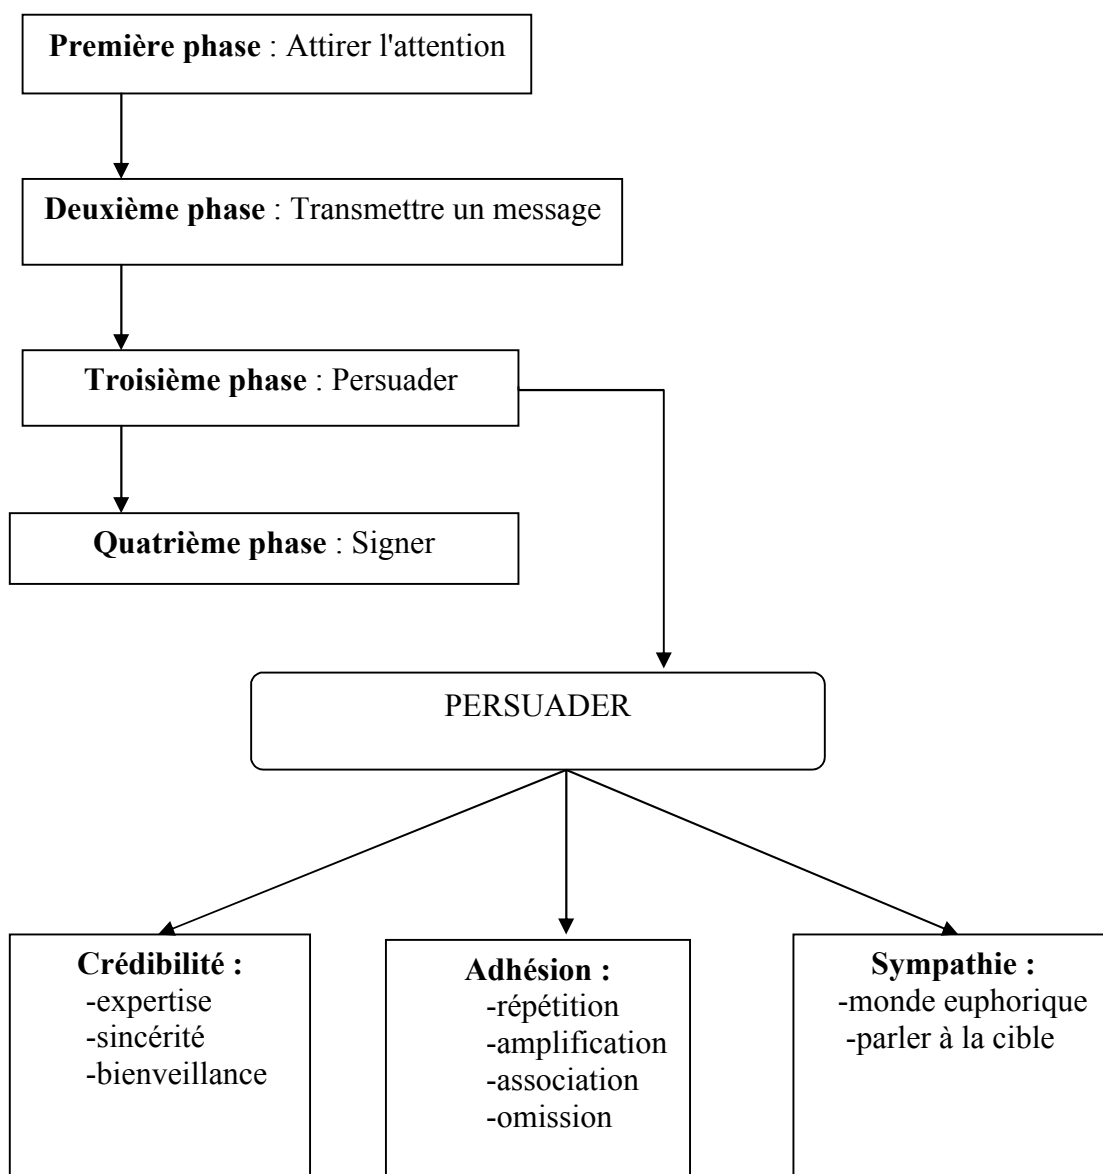 Première phase : Attirer l'attention
Deuxième phase : Transmettre un message
Troisième phase : Persuader
Quatrième phase : Signer
PERSUADER
Crédibilité :
-expertise
-sincérité
-bienveillance
Adhésion :
-répétition
-amplification
-association
-omission
Sympathie :
-monde euphorique
-parler à la cible